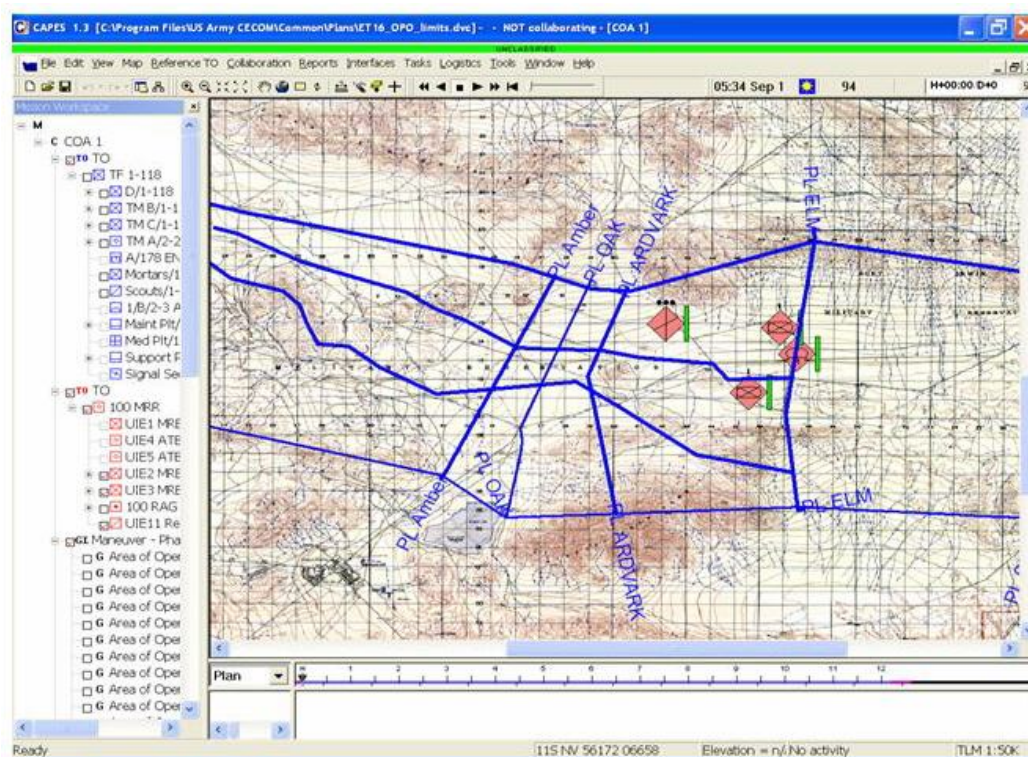 CAPES 1.3 [C:\Program Files\US Army CECOM\Common\Plans\ET16_OPO_limits.dvc] - - NOT collaborating - [COA 1]
UNCLASSIFIED
File Edit View Map Reference TO Collaboration Reports Interfaces Tasks Logistics Tools Window Help
05:34 Sep 1 94 H+00:00 D+0
Mission Workspace
M
C COA 1
TO TO
TF 1-118
D/1-118
TM B/1-1
TM C/1-1
TM A/2-2
A/178 EN
Mortars/1
Scouts/1-
1/B/2-3 A
Maint Plt/
Med Plt/1
Support P
Signal Se
TO TO
100 MRR
UIE1 MRE
UIE4 ATE
UIE5 ATE
UIE2 MRE
UIE3 MRE
100 RAG
UIE11 Re
Maneuver - Pha
G Area of Oper
G Area of Oper
G Area of Oper
G Area of Oper
G Area of Oper
G Area of Oper
G Area of Oper
G Area of Oper
G Area of Oper
G Area of Oper
PL Amber
PL OAK
PL ARDVARK
PL ELM
MILITARY
PL Amber
PL OAK
PL ARDVARK
PL ELM
Plan
H 1 2 3 4 5 6 7 8 9 10 11 12
Ready 11S NV 56172 06658 Elevation = n/a No activity TLM 1:50K